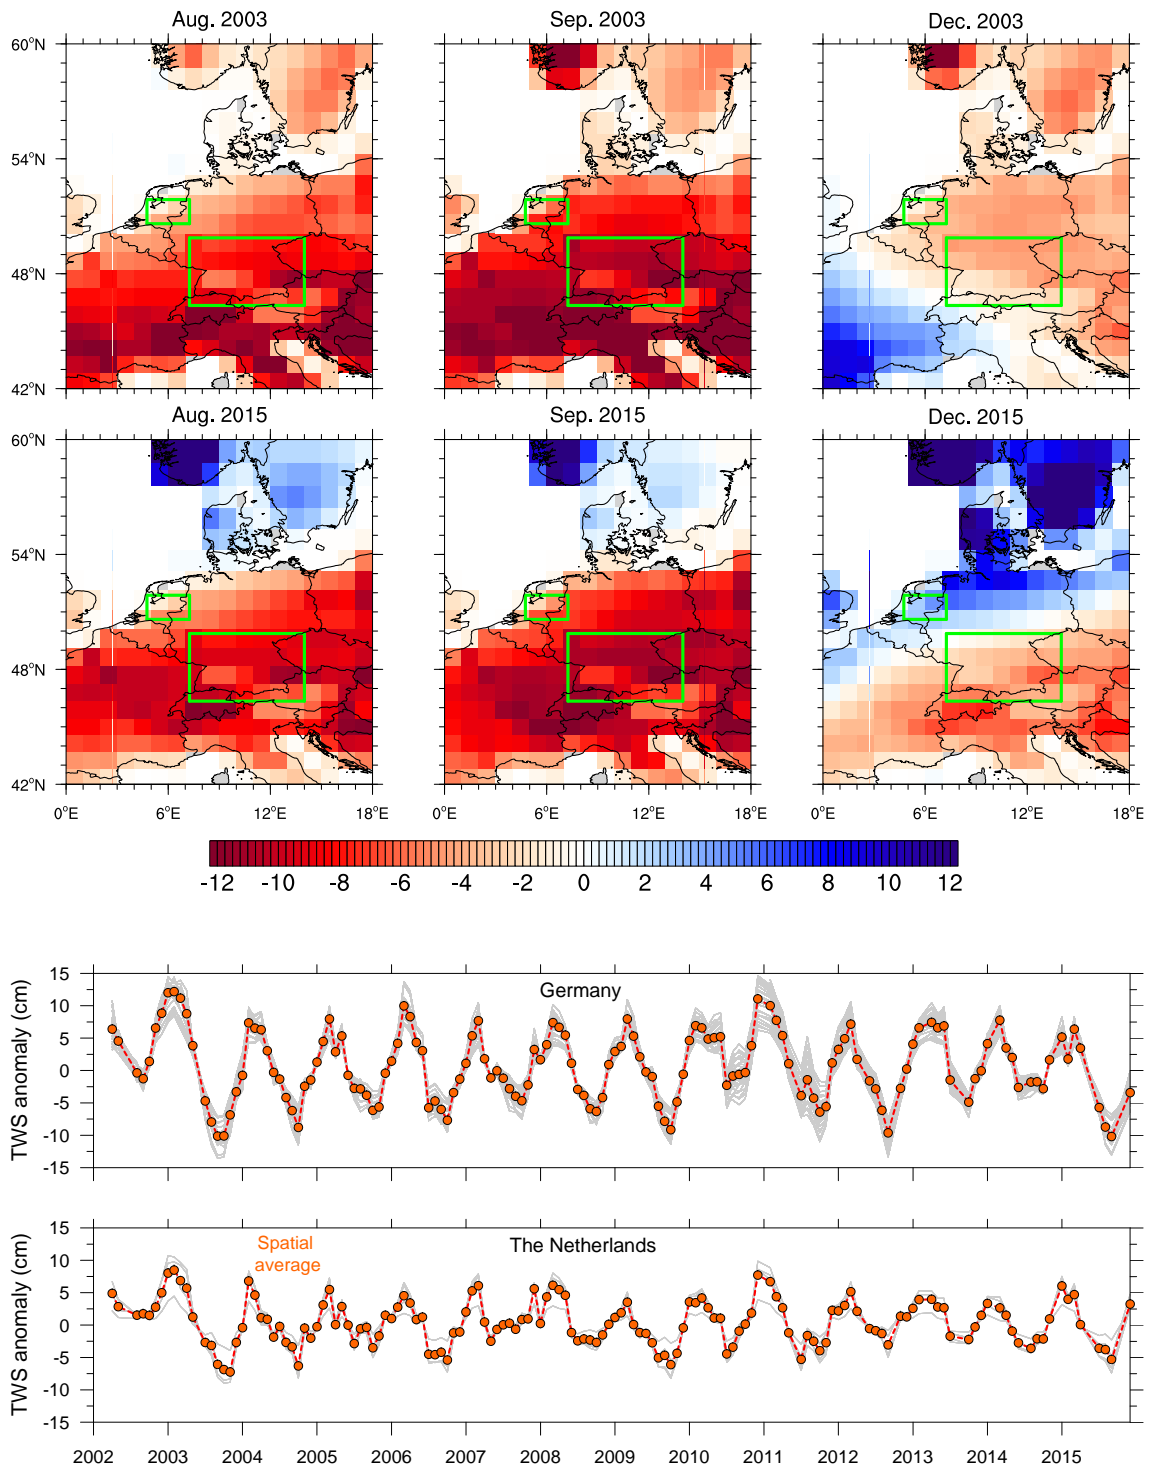 Aug. 2003 Sep. 2003 Dec. 2003
60°N
54°N
48°N
42°N
Aug. 2015 Sep. 2015 Dec. 2015
60°N
54°N
48°N
42°N
0°E 6°E 12°E 18°E 0°E 6°E 12°E 18°E 0°E 6°E 12°E 18°E
-12 -10 -8 -6 -4 -2 0 2 4 6 8 10 12
TWS anomaly (cm)
15
10
5
0
-5
-10
-15
Germany
TWS anomaly (cm)
15
10
5
0
-5
-10
-15
Spatial
average
The Netherlands
2002 2003 2004 2005 2006 2007 2008 2009 2010 2011 2012 2013 2014 2015